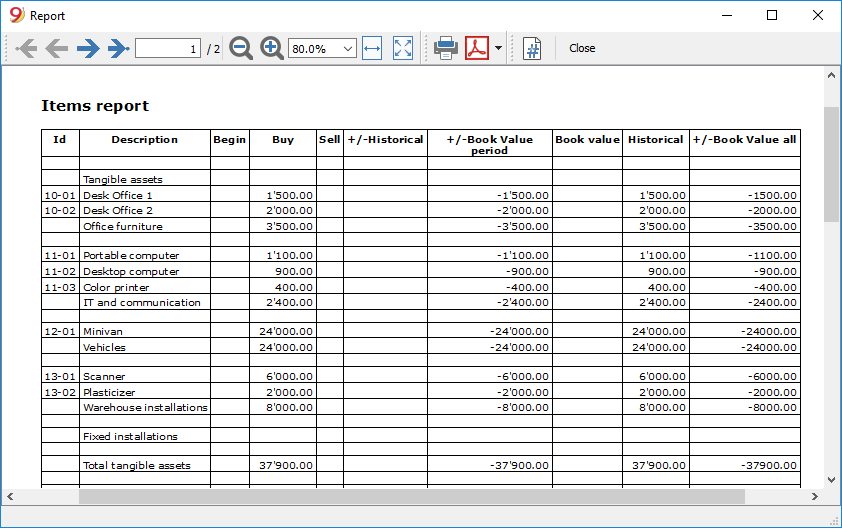 Report
1 / 2 80.0% Close
Items report
Id Description Begin Buy Sell +/-Historical +/-Book Value period Book value Historical +/-Book Value all
Tangible assets
10-01 Desk Office 1 1'500.00 -1'500.00 1'500.00 -1500.00
10-02 Desk Office 2 2'000.00 -2'000.00 2'000.00 -2000.00
Office furniture 3'500.00 -3'500.00 3'500.00 -3500.00
11-01 Portable computer 1'100.00 -1'100.00 1'100.00 -1100.00
11-02 Desktop computer 900.00 -900.00 900.00 -900.00
11-03 Color printer 400.00 -400.00 400.00 -400.00
IT and communication 2'400.00 -2'400.00 2'400.00 -2400.00
12-01 Minivan 24'000.00 -24'000.00 24'000.00 -24000.00
Vehicles 24'000.00 -24'000.00 24'000.00 -24000.00
13-01 Scanner 6'000.00 -6'000.00 6'000.00 -6000.00
13-02 Plasticizer 2'000.00 -2'000.00 2'000.00 -2000.00
Warehouse installations 8'000.00 -8'000.00 8'000.00 -8000.00
Fixed installations
Total tangible assets 37'900.00 -37'900.00 37'900.00 -37900.00